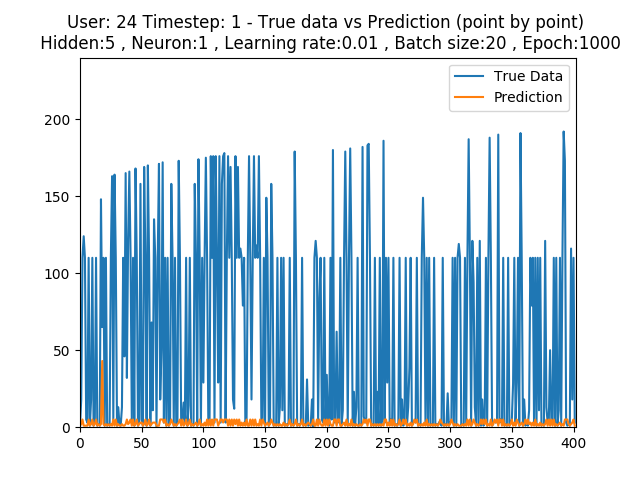 User: 24 Timestep: 1 - True data vs Prediction (point by point)
Hidden:5 , Neuron:1 , Learning rate:0.01 , Batch size:20 , Epoch:1000
True Data
Prediction
200
150
100
50
0
0 50 100 150 200 250 300 350 400